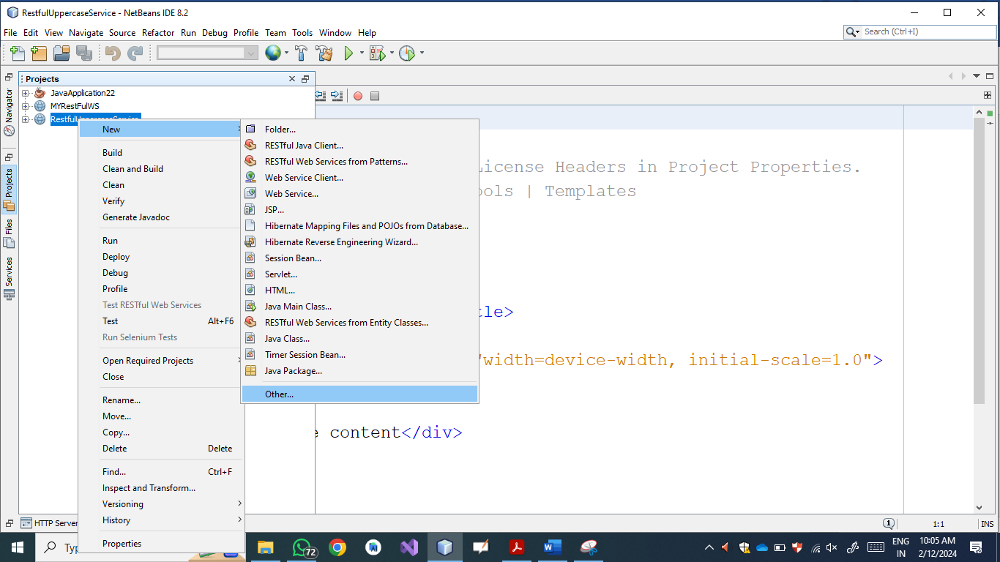 RestfulUppercaseService - NetBeans IDE 8.2
File Edit View Navigate Source Refactor Run Debug Profile Team Tools Window Help
Search (Ctrl+I)
Projects
Navigator
Projects
Files
Services
JavaApplication22
MYRestFulWS
RestfulUppercaseService
New
Build
Clean and Build
Clean
Verify
Generate Javadoc
Run
Deploy
Debug
Profile
Test RESTful Web Services
Test Alt+F6
Run Selenium Tests
Open Required Projects
Close
Rename...
Move...
Copy...
Delete Delete
Find... Ctrl+F
Inspect and Transform...
Versioning
History
Properties
Folder...
RESTful Java Client...
RESTful Web Services from Patterns...
Web Service Client...
Web Service...
JSP...
Hibernate Mapping Files and POJOs from Database...
Hibernate Reverse Engineering Wizard...
Session Bean...
Servlet...
HTML...
Java Main Class...
RESTful Web Services from Entity Classes...
Java Class...
Timer Session Bean...
Java Package...
Other...
License Headers in Project Properties.
ools | Templates
tle>
"width=device-width, initial-scale=1.0">
content</div>
HTTP Server
1
1:1 INS
Typ
72
ENG
IN
10:05 AM
2/12/2024